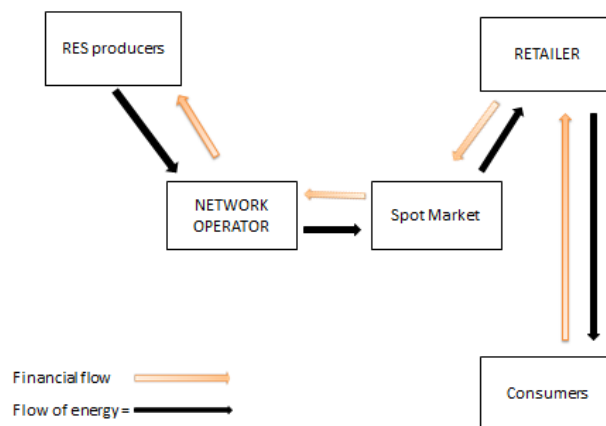 RES producers
RETAILER
NETWORK
OPERATOR
Spot Market
Consumers
Financial flow
Flow of energy =